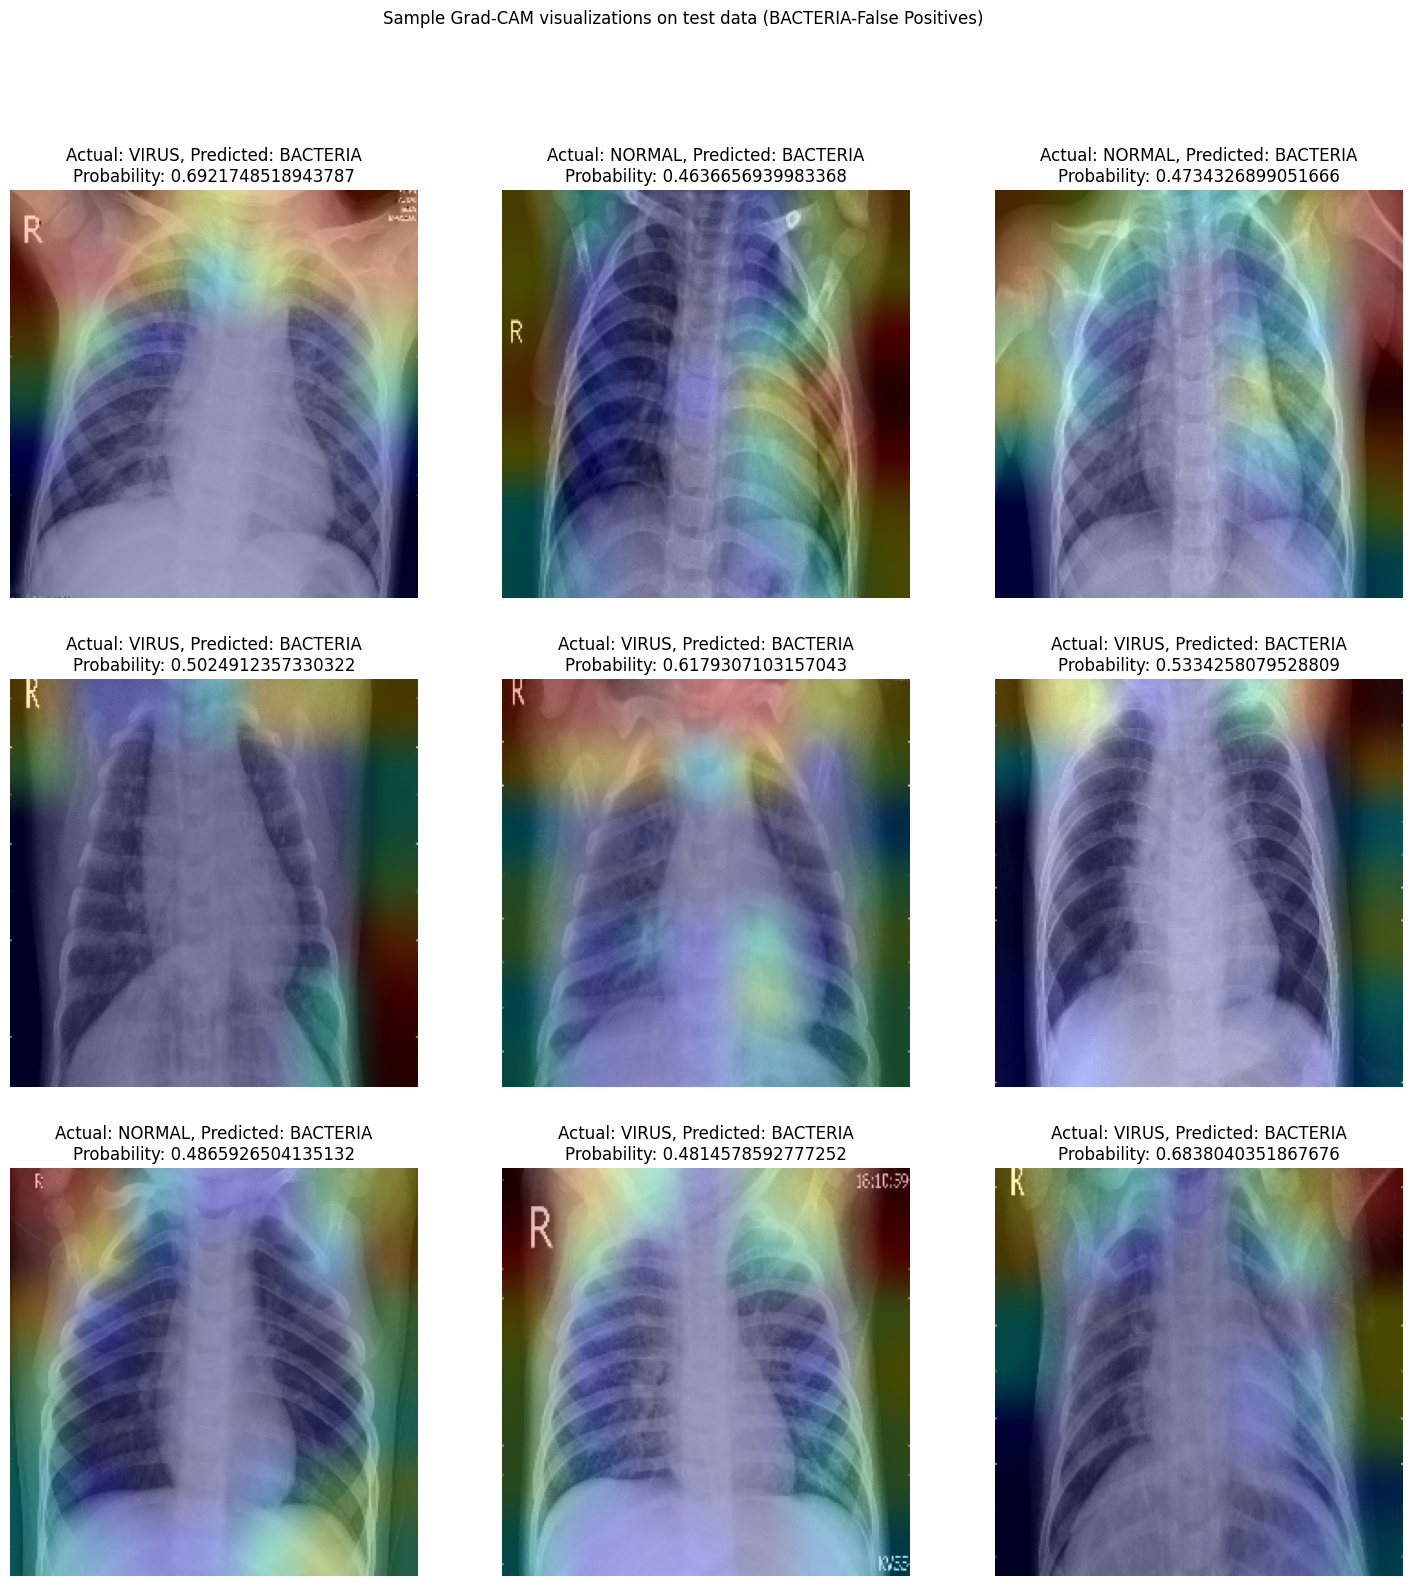 Sample Grad-CAM visualizations on test data (BACTERIA-False Positives)
Actual: VIRUS, Predicted: BACTERIA
Probability: 0.6921748518943787
R
Actual: NORMAL, Predicted: BACTERIA
Probability: 0.4636656939983368
R
Actual: NORMAL, Predicted: BACTERIA
Probability: 0.4734326899051666
Actual: VIRUS, Predicted: BACTERIA
Probability: 0.5024912357330322
R
Actual: VIRUS, Predicted: BACTERIA
Probability: 0.6179307103157043
R
Actual: VIRUS, Predicted: BACTERIA
Probability: 0.5334258079528809
Actual: NORMAL, Predicted: BACTERIA
Probability: 0.4865926504135132
R
Actual: VIRUS, Predicted: BACTERIA
Probability: 0.4814578592777252
R
Actual: VIRUS, Predicted: BACTERIA
Probability: 0.6838040351867676
R